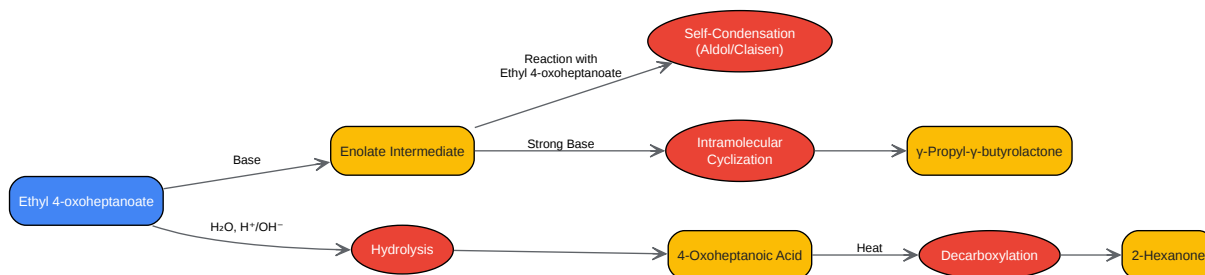 Self-Condensation
(Aldol/Claisen)
Reaction with
Ethyl 4-oxoheptanoate
Enolate Intermediate
Strong Base
Intramolecular
Cyclization
γ-Propyl-γ-butyrolactone
Base
Ethyl 4-oxoheptanoate
H₂O, H⁺/OH⁻
Hydrolysis
4-Oxoheptanoic Acid
Heat
Decarboxylation
2-Hexanone